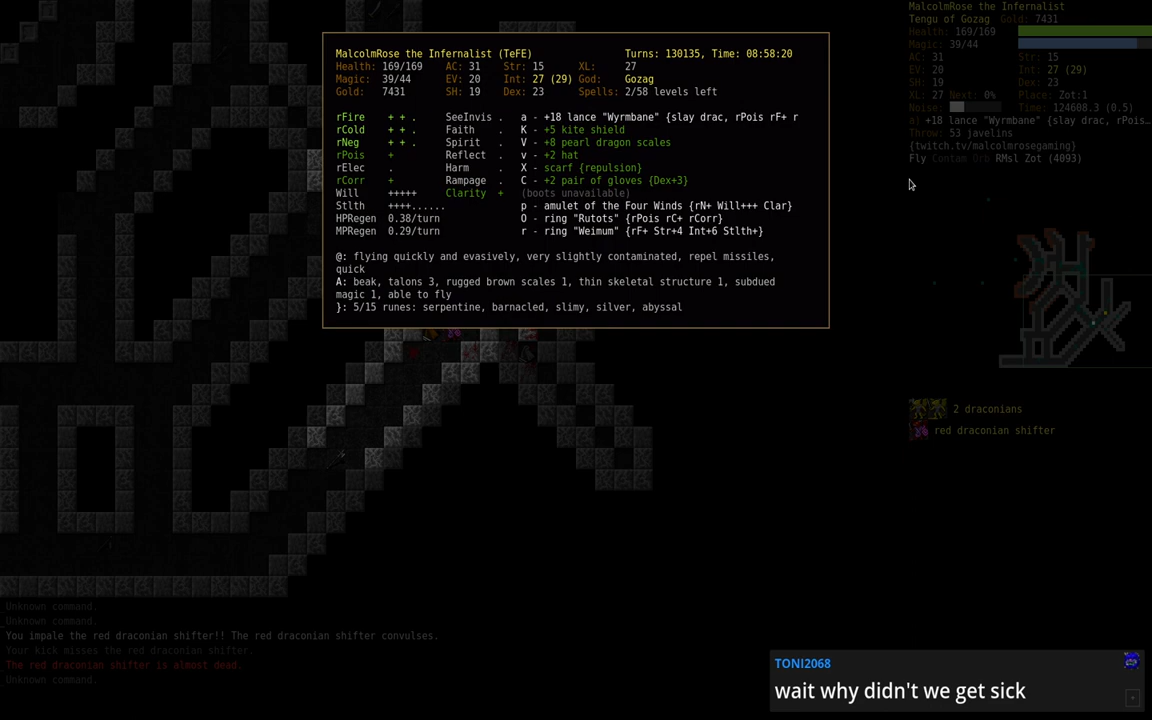 MalcolmRose the Infernalist
Tengu of Gozag Gold: 7431
Health: 169/169
Magic: 39/44
AC: 31 Str: 15
EV: 20 Int: 27 (29)
SH: 19 Dex: 23
XL: 27 Next: 0% Place: Zot:1
Noise: Time: 124608.3 (0.5)
a) +18 lance "Wyrmbane" {slay drac, rPois…
Throw: 53 javelins
{twitch.tv/malcolmrosegaming}
Fly Contam Orb RMsl Zot (4093)
MalcolmRose the Infernalist (TeFE) Turns: 130135, Time: 08:58:20
Health: 169/169 AC: 31 Str: 15 XL: 27
Magic: 39/44 EV: 20 Int: 27 (29) God: Gozag
Gold: 7431 SH: 19 Dex: 23 Spells: 2/58 levels left
rFire + + . SeeInvis . a - +18 lance "Wyrmbane" {slay drac, rPois rF+ r
rCold + + . Faith . K - +5 kite shield
rNeg + + . Spirit . V - +8 pearl dragon scales
rPois + Reflect . v - +2 hat
rElec . Harm . X - scarf {repulsion}
rCorr + Rampage . C - +2 pair of gloves {Dex+3}
Will +++++ Clarity + (boots unavailable)
Stlth ++++...... p - amulet of the Four Winds {rN+ Will+++ Clar}
HPRegen 0.38/turn O - ring "Rutots" {rPois rC+ rCorr}
MPRegen 0.29/turn r - ring "Weimum" {rF+ Str+4 Int+6 Stlth+}
@: flying quickly and evasively, very slightly contaminated, repel missiles,
quick
A: beak, talons 3, rugged brown scales 1, thin skeletal structure 1, subdued
magic 1, able to fly
}: 5/15 runes: serpentine, barnacled, slimy, silver, abyssal
2 draconians
red draconian shifter
Unknown command.
Unknown command.
You impale the red draconian shifter!! The red draconian shifter convulses.
Your kick misses the red draconian shifter.
The red draconian shifter is almost dead.
Unknown command.
TONI2068
wait why didn't we get sick